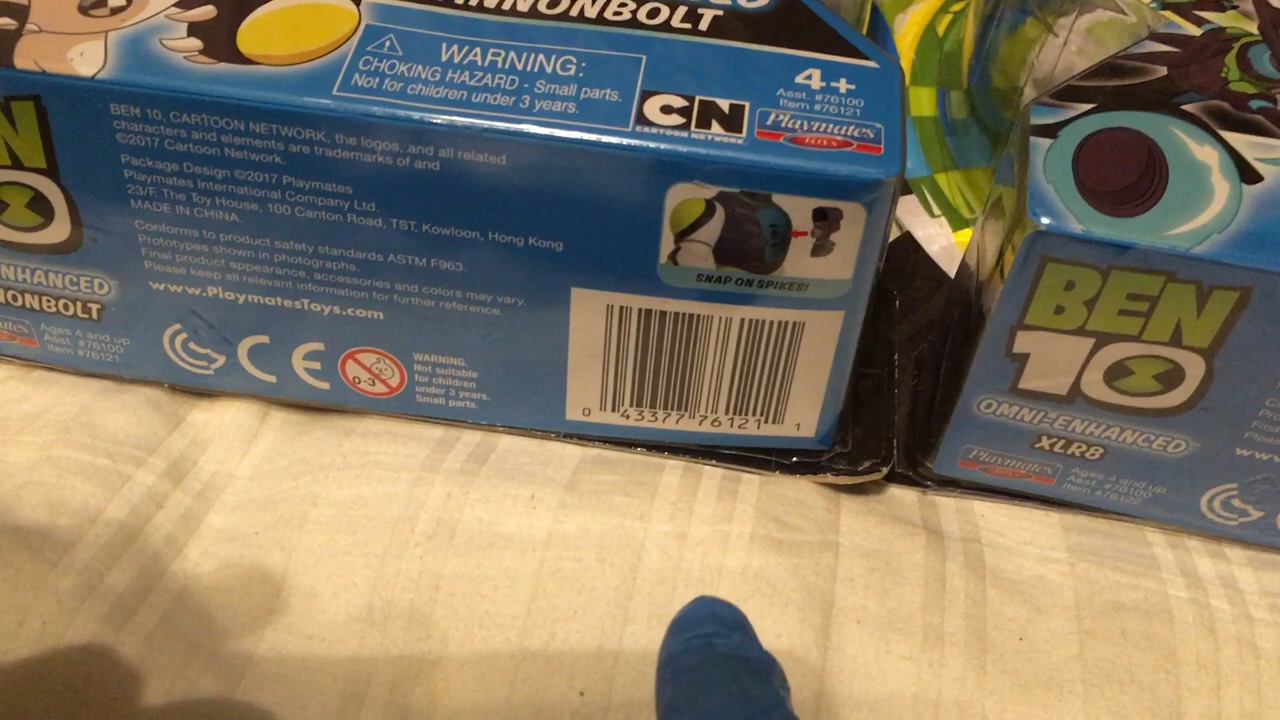 NNONBOLT
WARNING:
CHOKING HAZARD - Small parts.
Not for children under 3 years.
CN
CARTOON NETWORK
4+
Asst. #76100
Item #76121
Playmates
TOYS
BEN 10, CARTOON NETWORK, the logos, and all related
characters and elements are trademarks of and
©2017 Cartoon Network.
Package Design ©2017 Playmates
Playmates International Company Ltd.
23/F. The Toy House, 100 Canton Road, TST, Kowloon, Hong Kong
MADE IN CHINA.
Conforms to product safety standards ASTM F963.
Prototypes shown in photographs.
Final product appearance, accessories and colors may vary.
Please keep all relevant information for further reference.
www.PlaymatesToys.com
SNAP ON SPIKES!
N
0
NHANCED
NONBOLT
ates
Ages 4 and up
Asst. #76100
Item #76121
CE
0-3
WARNING.
Not suitable
for children
under 3 years.
Small parts.
0 43377 76121 1
BEN
10
OMNI-ENHANCED
XLR8
Playmates
TOYS
Ages 4 and up
Asst. #76100
Item #76122
ww